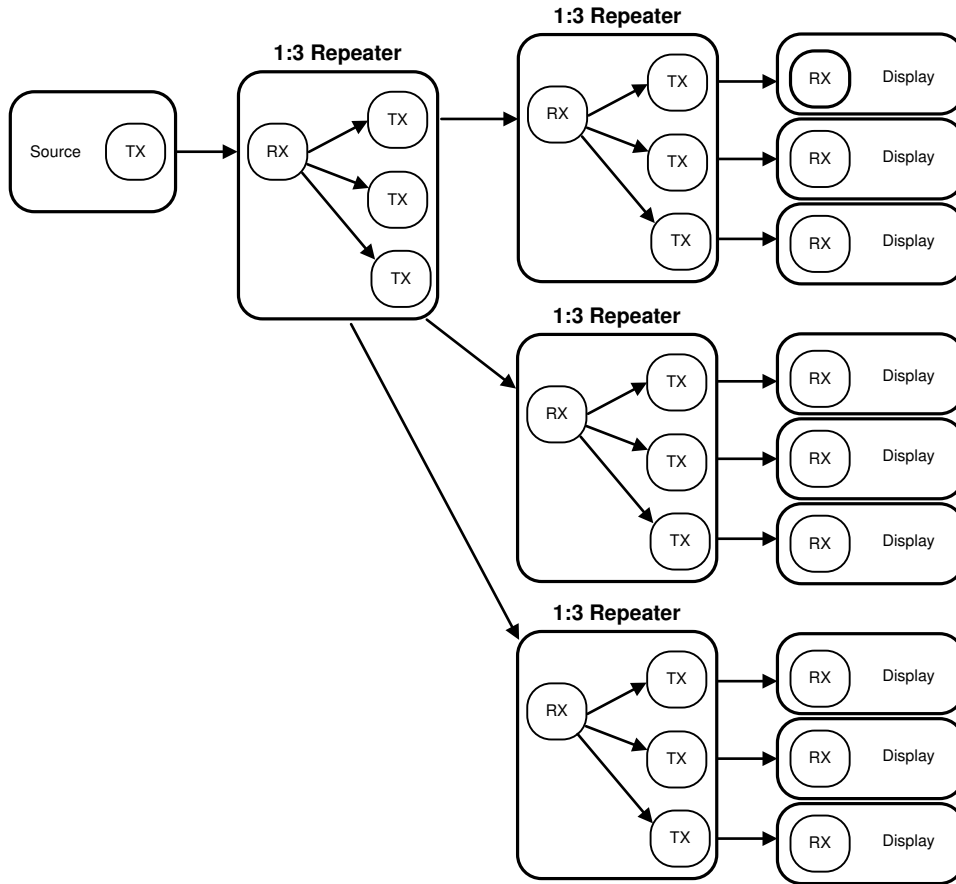 1:3 Repeater
Source
TX
RX
TX
TX
TX
1:3 Repeater
RX
TX
TX
TX
RX Display
RX Display
RX Display
1:3 Repeater
RX
TX
TX
TX
RX Display
RX Display
RX Display
1:3 Repeater
RX
TX
TX
TX
RX Display
RX Display
RX Display